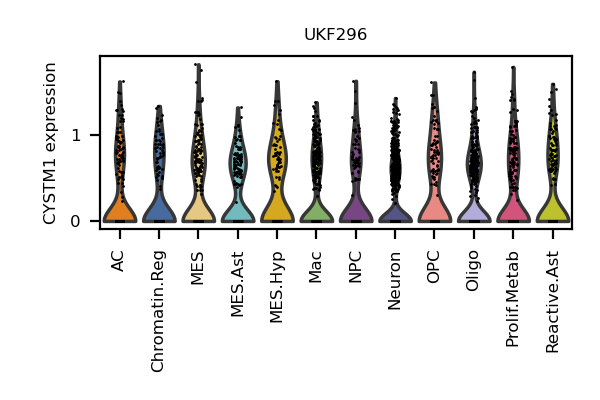 UKF296
CYSTM1 expression
1
0
AC
Chromatin.Reg
MES
MES.Ast
MES.Hyp
Mac
NPC
Neuron
OPC
Oligo
Prolif.Metab
Reactive.Ast